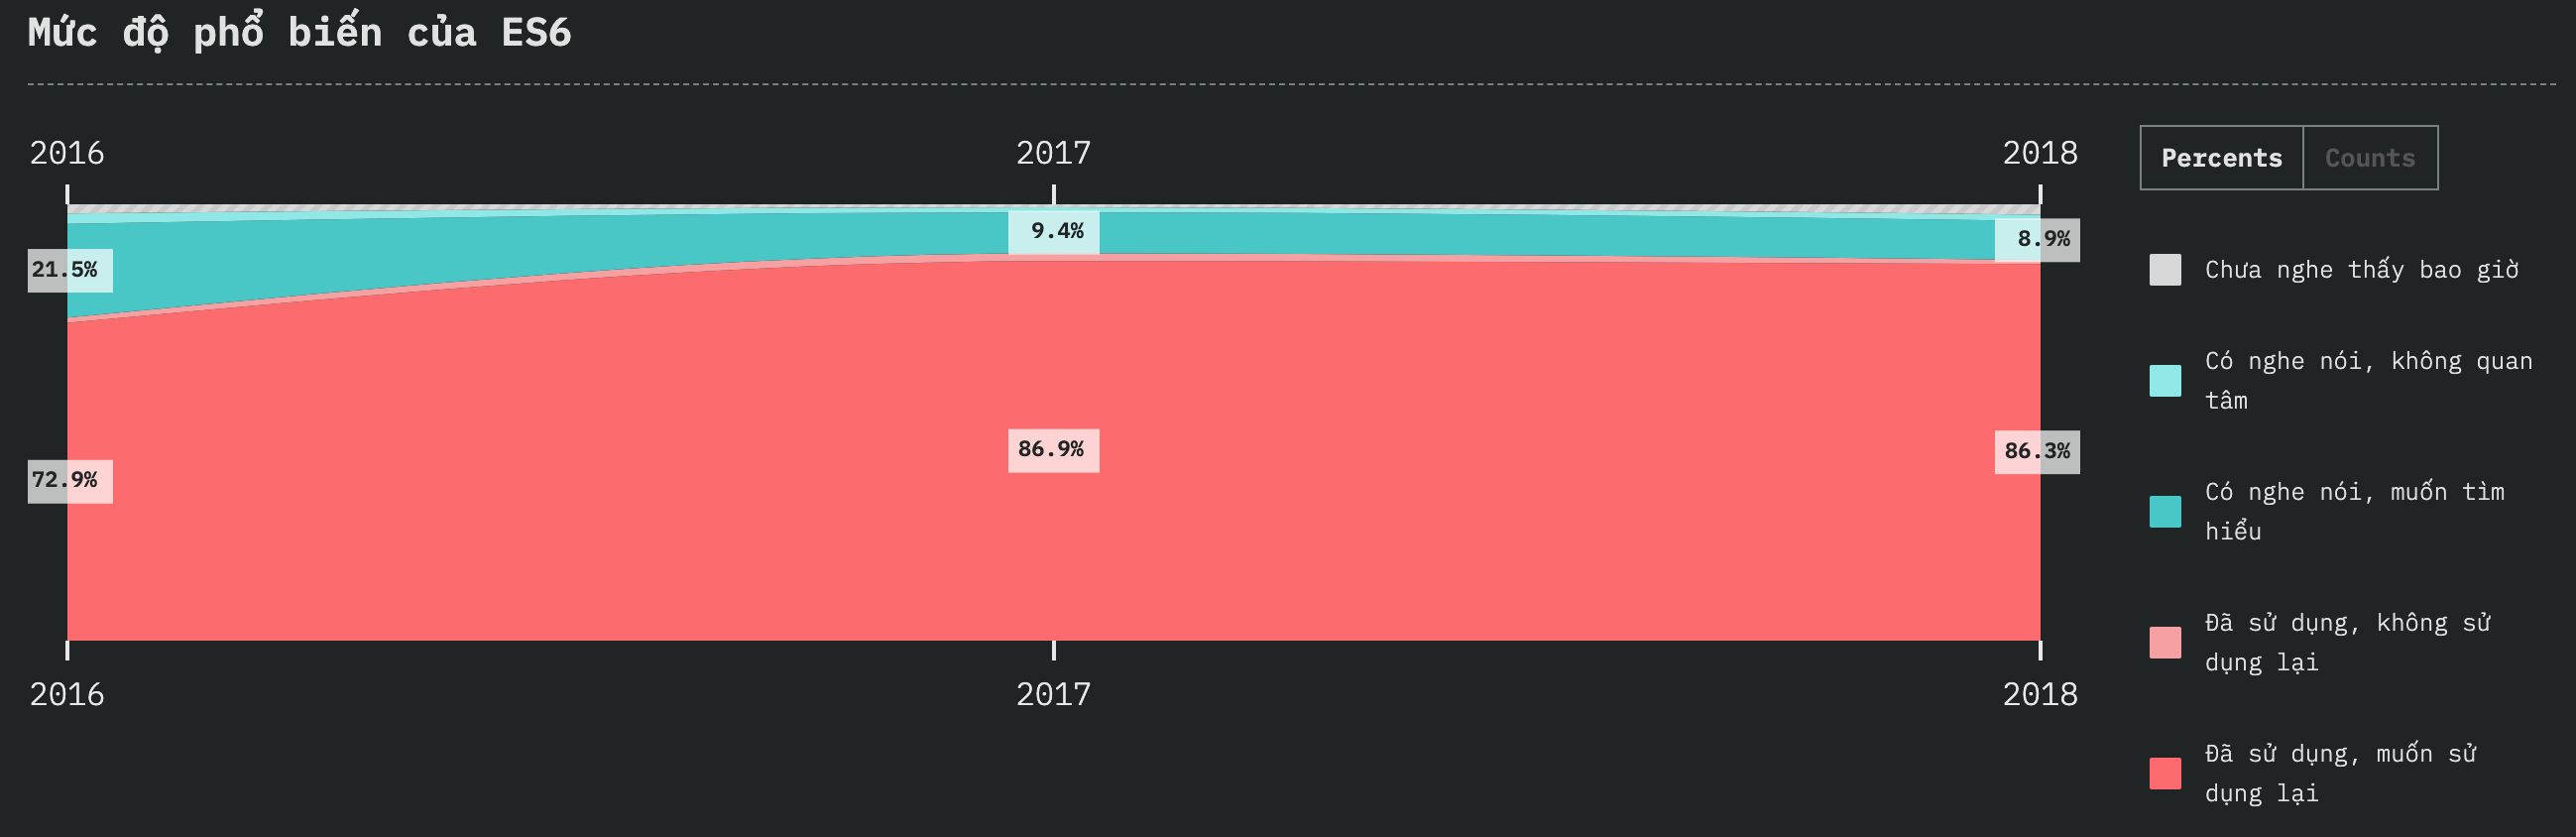 Mức độ phổ biến của ES6
2016 2017 2018
Percents Counts
21.5% 9.4% 8.9%
72.9% 86.9% 86.3%
2016 2017 2018
Chưa nghe thấy bao giờ
Có nghe nói, không quan
tâm
Có nghe nói, muốn tìm
hiểu
Đã sử dụng, không sử
dụng lại
Đã sử dụng, muốn sử
dụng lại